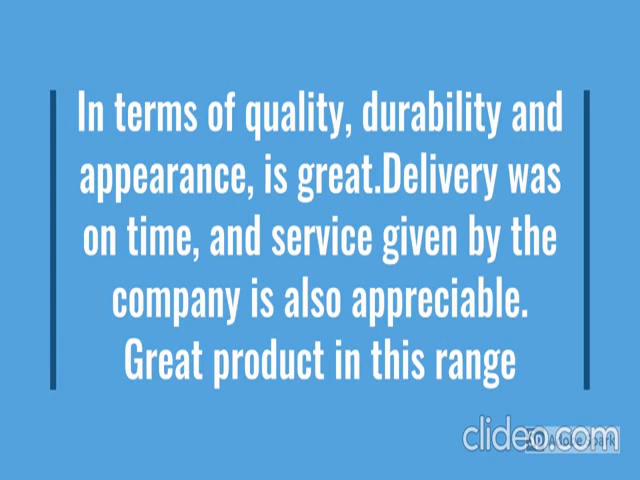 In terms of quality, durability and
appearance, is great.Delivery was
on time, and service given by the
company is also appreciable.
Great product in this range
clideo.com